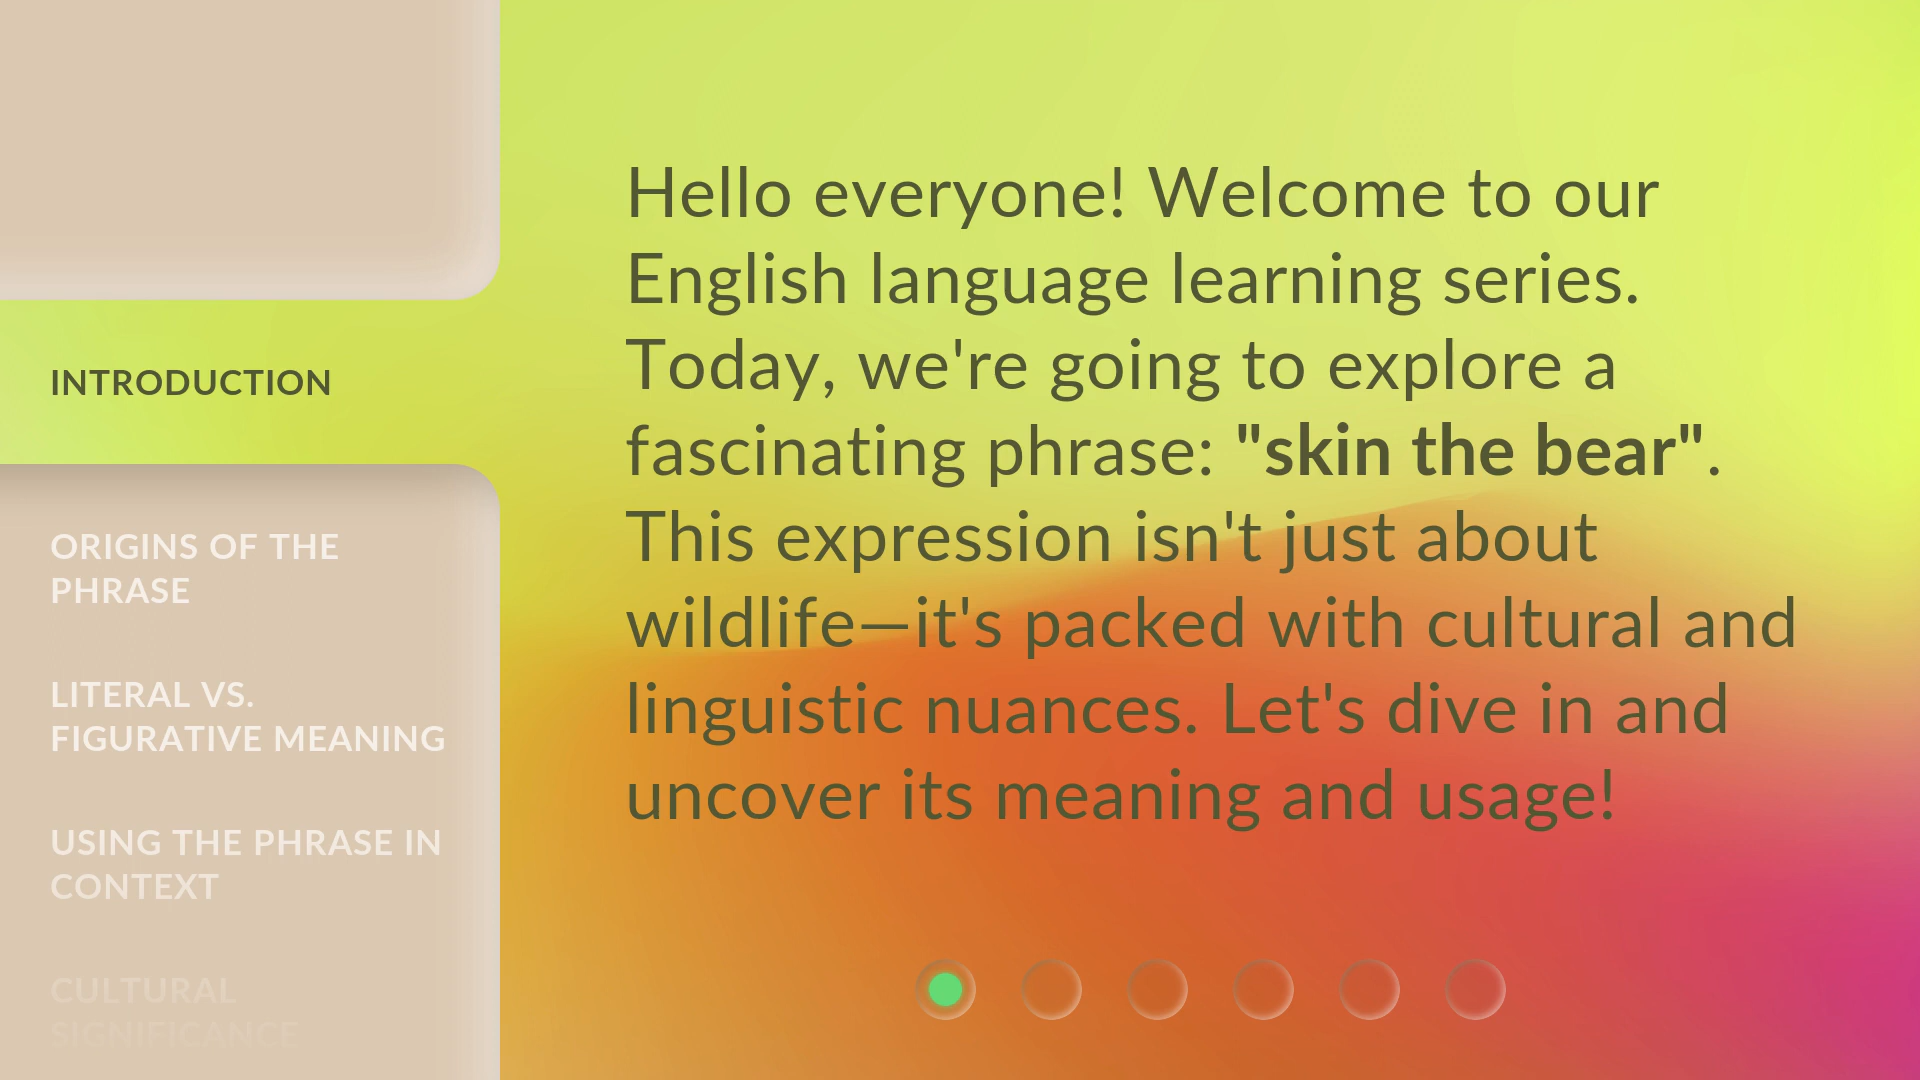 INTRODUCTION
ORIGINS OF THE
PHRASE
LITERAL VS.
FIGURATIVE MEANING
USING THE PHRASE IN
CONTEXT
CULTURAL
SIGNIFICANCE
Hello everyone! Welcome to our
English language learning series.
Today, we're going to explore a
fascinating phrase: "skin the bear".
This expression isn't just about
wildlife—it's packed with cultural and
linguistic nuances. Let's dive in and
uncover its meaning and usage!